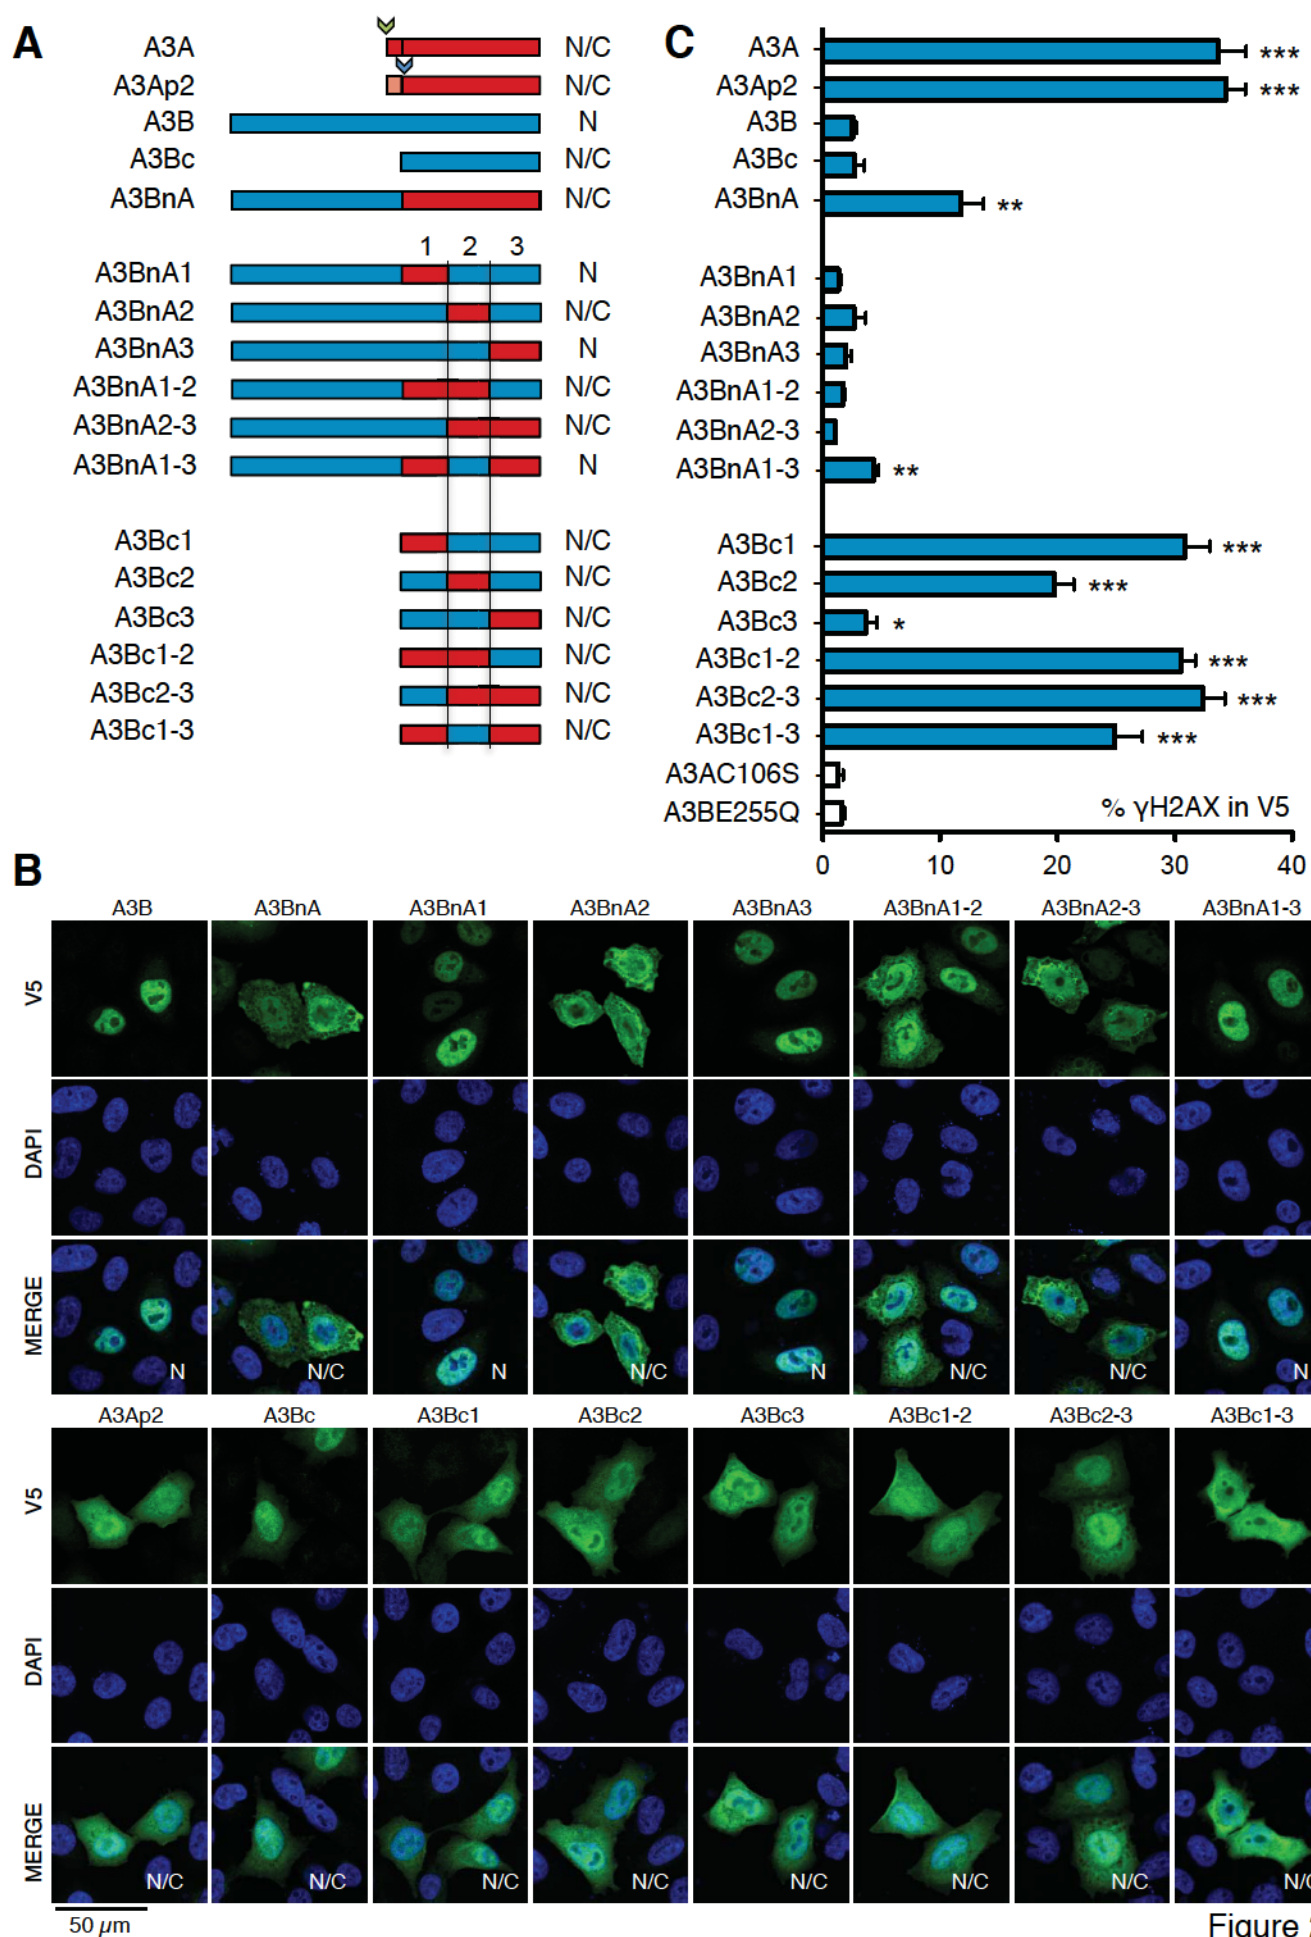 A
A3A N/C
A3Ap2 N/C
A3B N
A3Bc N/C
A3BnA N/C
1 2 3
A3BnA1 N
A3BnA2 N/C
A3BnA3 N
A3BnA1-2 N/C
A3BnA2-3 N/C
A3BnA1-3 N
A3Bc1 N/C
A3Bc2 N/C
A3Bc3 N/C
A3Bc1-2 N/C
A3Bc2-3 N/C
A3Bc1-3 N/C
C
A3A ***
A3Ap2 ***
A3B
A3Bc
A3BnA **
A3BnA1
A3BnA2
A3BnA3
A3BnA1-2
A3BnA2-3
A3BnA1-3 **
A3Bc1 ***
A3Bc2 ***
A3Bc3 *
A3Bc1-2 ***
A3Bc2-3 ***
A3Bc1-3 ***
A3AC106S
A3BE255Q
% γH2AX in V5
0 10 20 30 40
B
A3B A3BnA A3BnA1 A3BnA2 A3BnA3 A3BnA1-2 A3BnA2-3 A3BnA1-3
V5
DAPI
MERGE
N N/C N N/C N N/C N/C N
A3Ap2 A3Bc A3Bc1 A3Bc2 A3Bc3 A3Bc1-2 A3Bc2-3 A3Bc1-3
V5
DAPI
MERGE
N/C N/C N/C N/C N/C N/C N/C N/C
50 µm
Figure